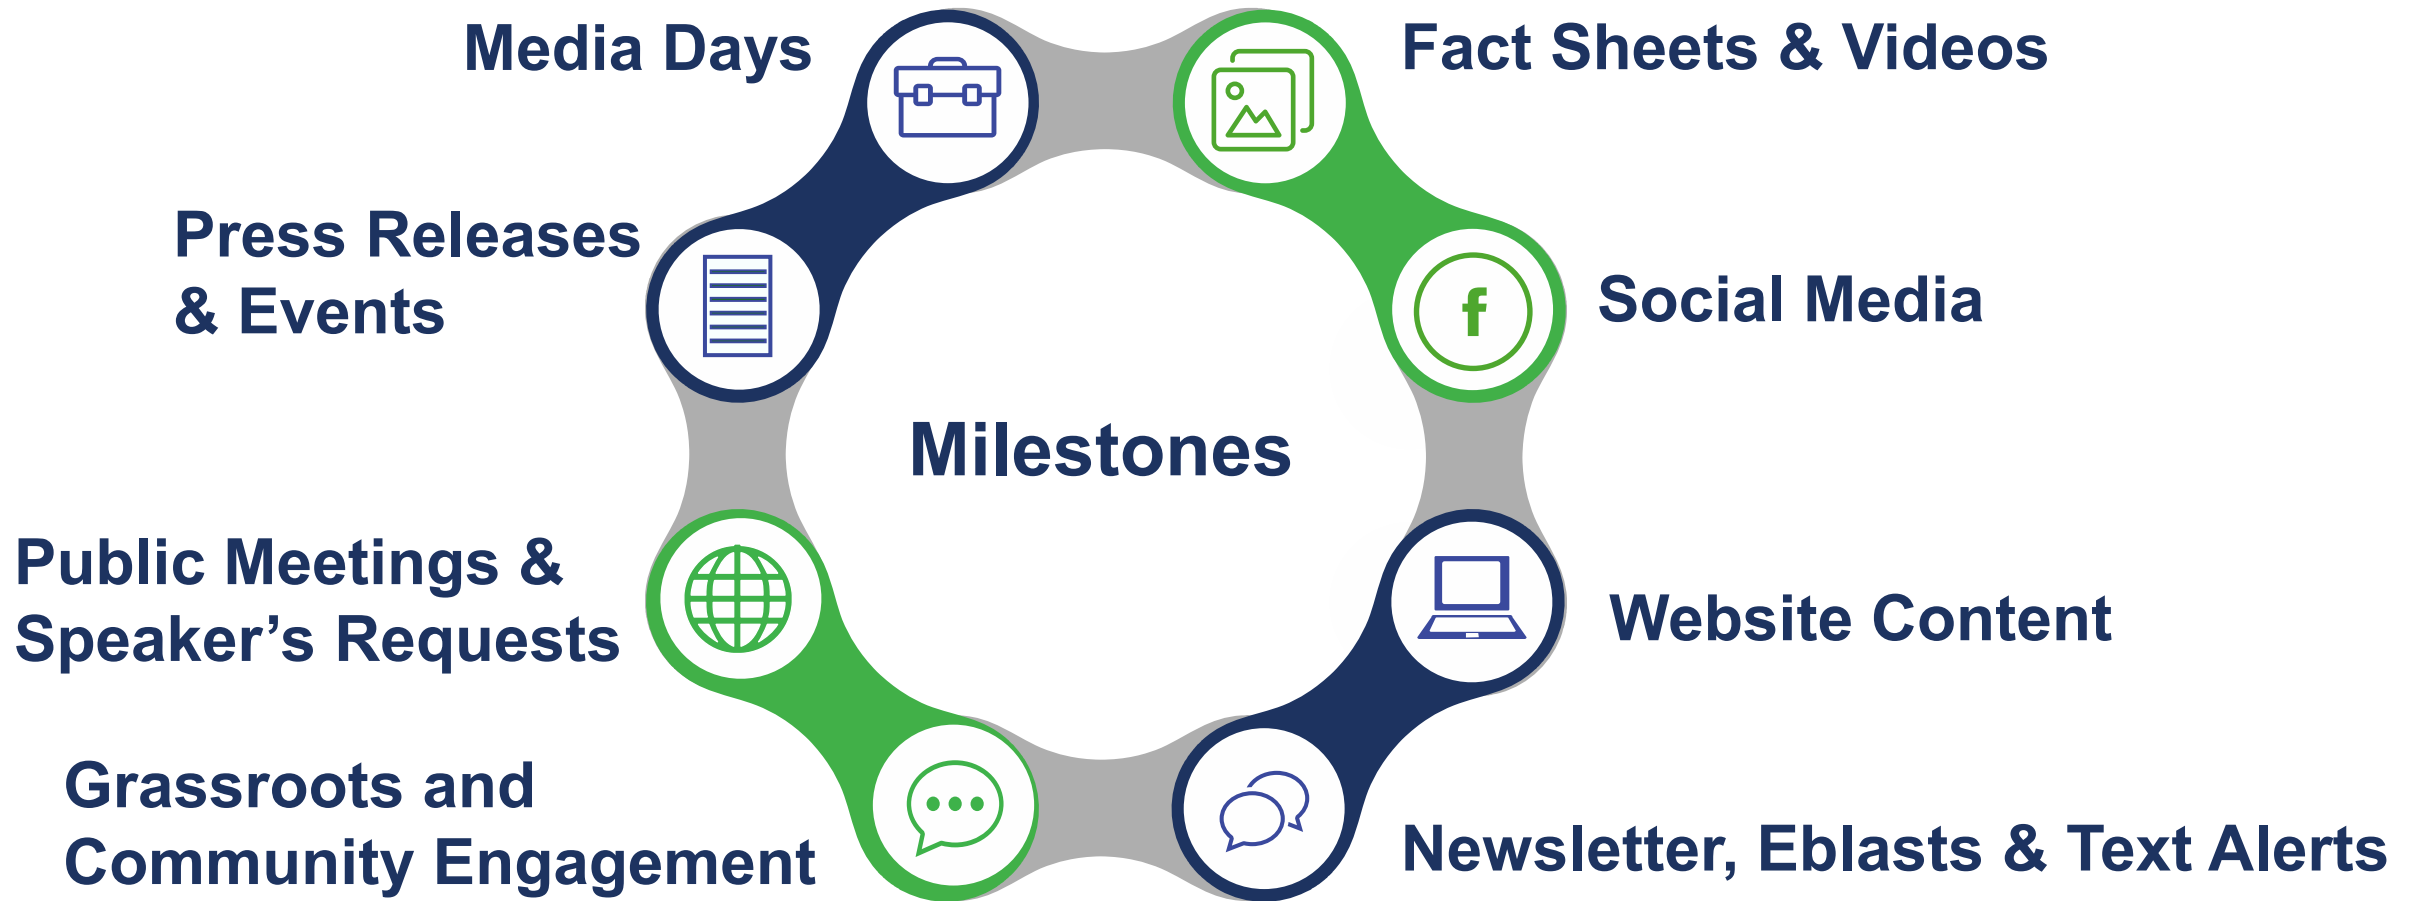 Media Days
Fact Sheets & Videos
Press Releases
& Events
Social Media
f
Milestones
Public Meetings &
Speaker’s Requests
Website Content
Grassroots and
Community Engagement
Newsletter, Eblasts & Text Alerts